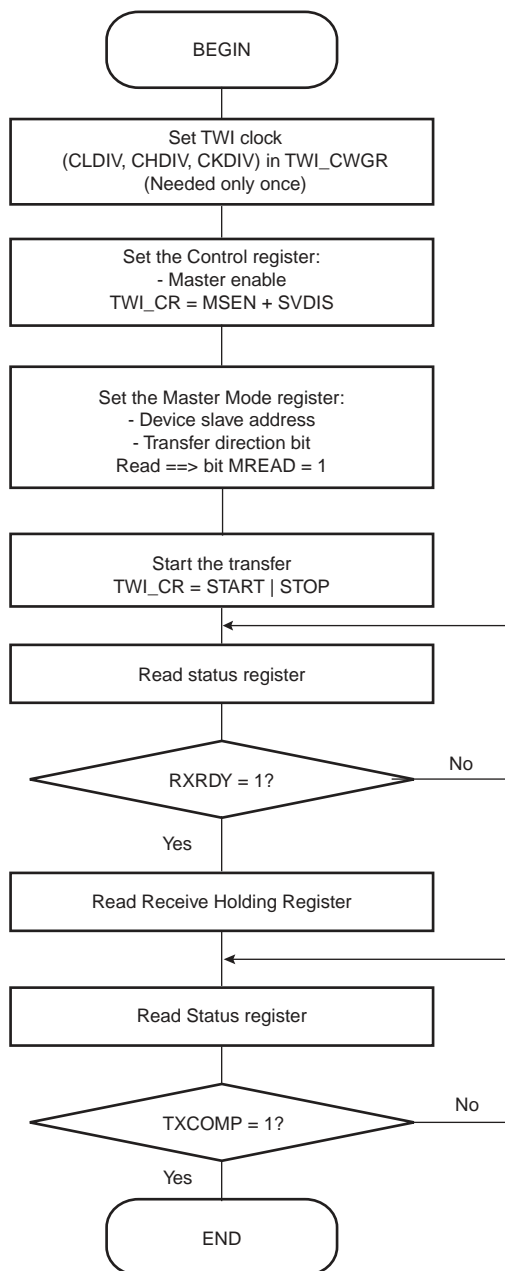 BEGIN
Set TWI clock
(CLDIV, CHDIV, CKDIV) in TWI_CWGR
(Needed only once)
Set the Control register:
- Master enable
TWI_CR = MSEN + SVDIS
Set the Master Mode register:
- Device slave address
- Transfer direction bit
Read ==> bit MREAD = 1
Start the transfer
TWI_CR = START | STOP
Read status register
RXRDY = 1?
No
Yes
Read Receive Holding Register
Read Status register
TXCOMP = 1?
No
Yes
END